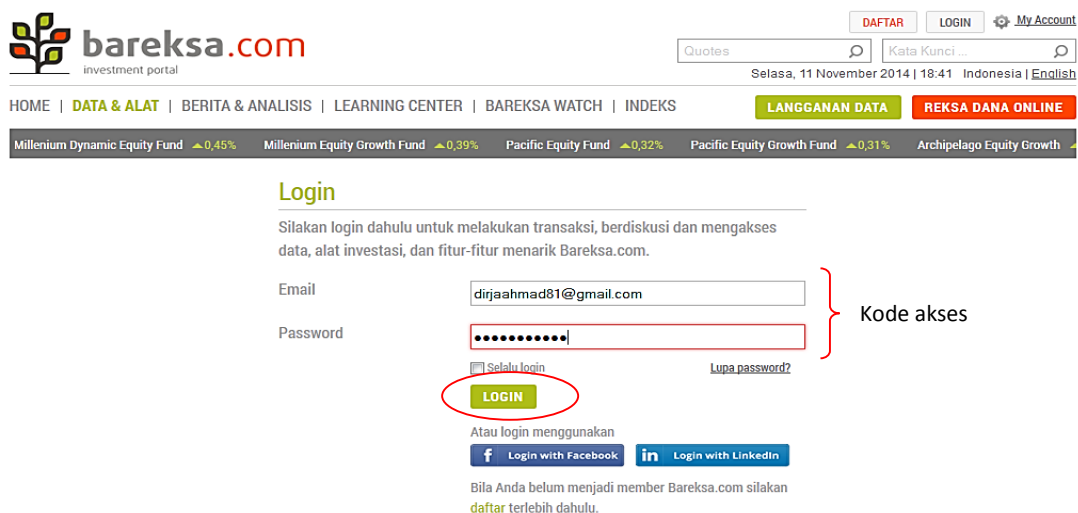 DAFTAR LOGIN My Account
bareksa.com
investment portal
Quotes Kata Kunci ...
Selasa, 11 November 2014 | 18:41 Indonesia | English
HOME | DATA & ALAT | BERITA & ANALISIS | LEARNING CENTER | BAREKSA WATCH | INDEKS LANGGANAN DATA REKSA DANA ONLINE
Millenium Dynamic Equity Fund 0,45% Millenium Equity Growth Fund 0,39% Pacific Equity Fund 0,32% Pacific Equity Growth Fund 0,31% Archipelago Equity Growth
Login
Silakan login dahulu untuk melakukan transaksi, berdiskusi dan mengakses
data, alat investasi, dan fitur-fitur menarik Bareksa.com.
Email dirjaahmad81@gmail.com
Kode akses
Password •••••••••••
Selalu login Lupa password?
LOGIN
Atau login menggunakan
f Login with Facebook in Login with LinkedIn
Bila Anda belum menjadi member Bareksa.com silakan
daftar terlebih dahulu.